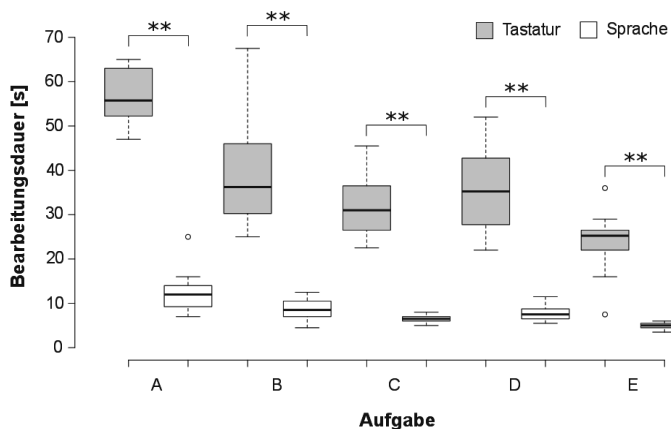 Tastatur Sprache
Bearbeitungsdauer [s]
70
60
50
40
30
20
10
0
** ** ** ** **
A B C D E
Aufgabe